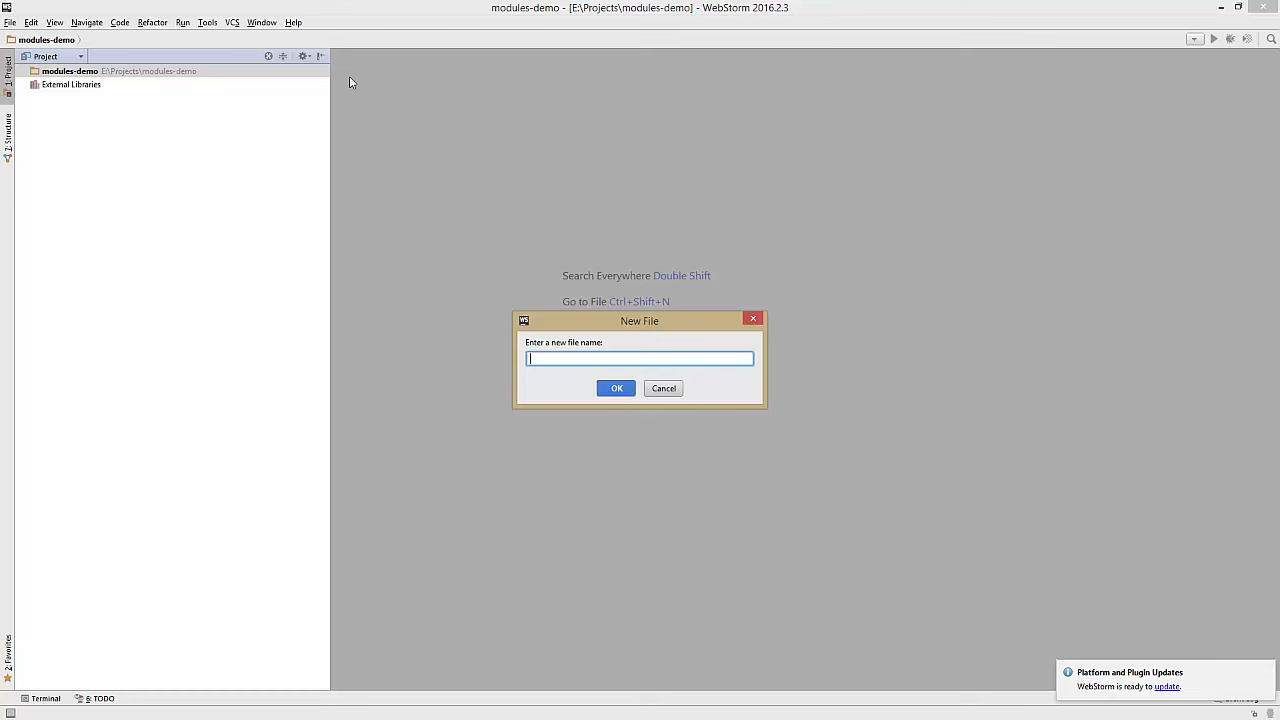 modules-demo - [E:\Projects\modules-demo] - WebStorm 2016.2.3
File Edit View Navigate Code Refactor Run Tools VCS Window Help
modules-demo
Project
modules-demo E:\Projects\modules-demo
External Libraries
1: Project
7: Structure
2: Favorites
Search Everywhere Double Shift
Go to File Ctrl+Shift+N
WS
New File
Enter a new file name:
OK Cancel
Platform and Plugin Updates
WebStorm is ready to update.
Terminal 6: TODO